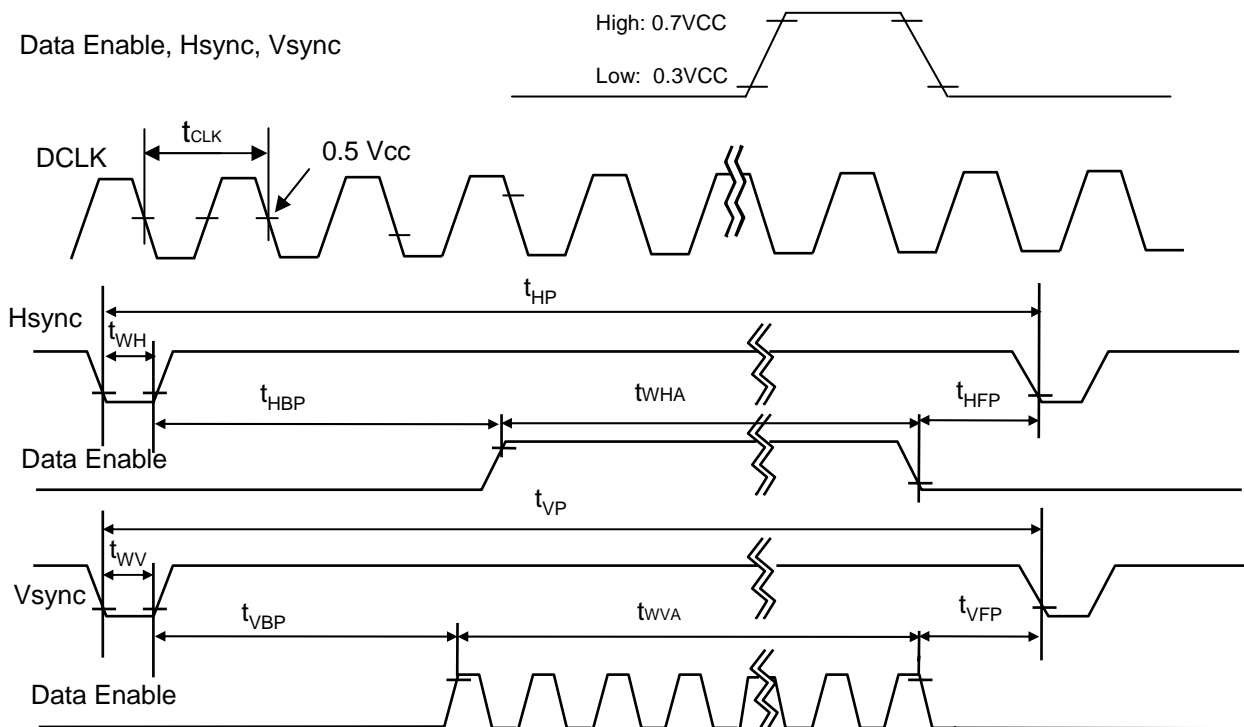 High: 0.7VCC
Data Enable, Hsync, Vsync
Low: 0.3VCC
tCLK
DCLK
0.5 Vcc
tHP
Hsync
tWH
tHBP
tWHA
tHFP
Data Enable
tVP
tWV
Vsync
tVBP
tWVA
tVFP
Data Enable